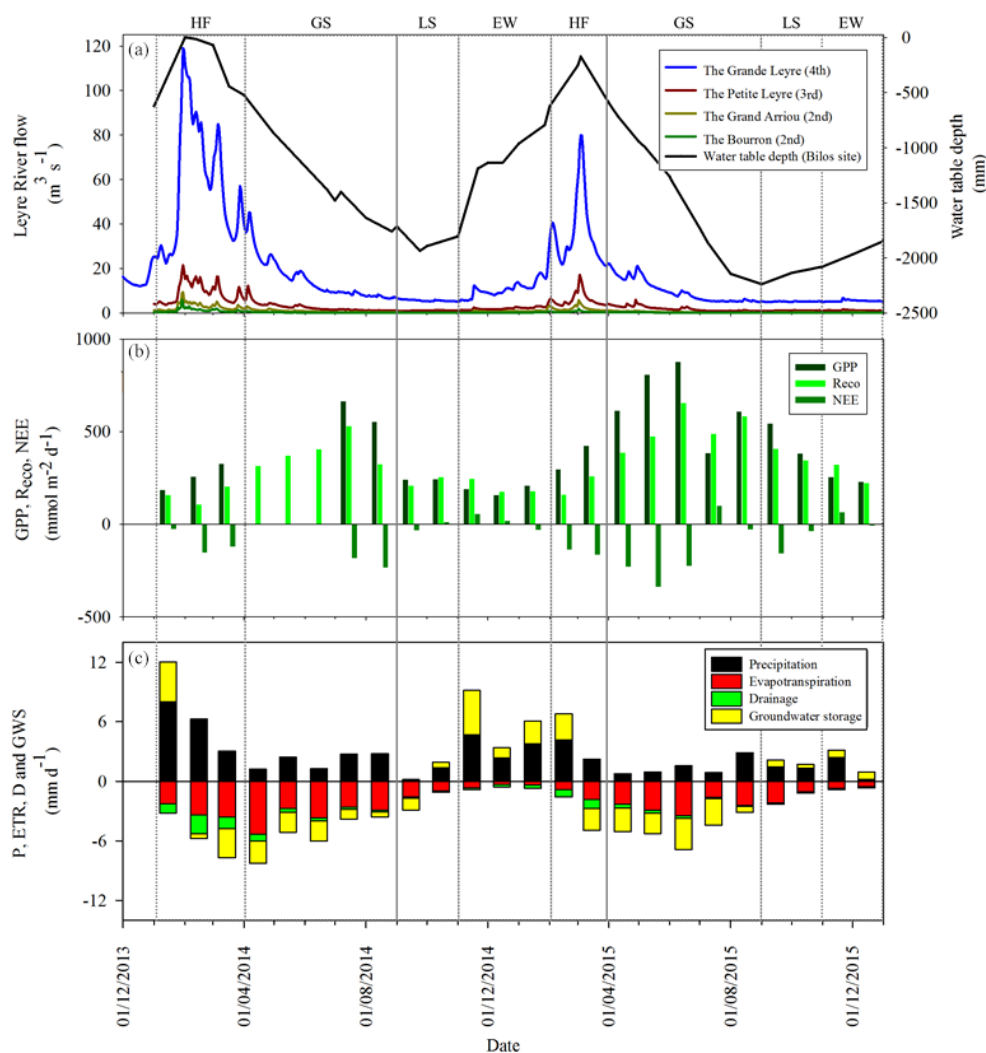 HF GS LS EW HF GS LS EW
(a)
120
100
80
60
40
20
0
Leyre River flow
(m³ s⁻¹)
The Grande Leyre (4th)
The Petite Leyre (3rd)
The Grand Arriou (2nd)
The Bourron (2nd)
Water table depth (Bilos site)
0
-500
-1000
-1500
-2000
-2500
Water table depth
(mm)
(b)
1000
500
0
-500
GPP, Reco, NEE
(mmol m⁻² d⁻¹)
GPP
Reco
NEE
(c)
12
6
0
-6
-12
P, ETR, D and GWS
(mm d⁻¹)
Precipitation
Evapotranspiration
Drainage
Groundwater storage
01/12/2013
01/04/2014
01/08/2014
01/12/2014
01/04/2015
01/08/2015
01/12/2015
Date